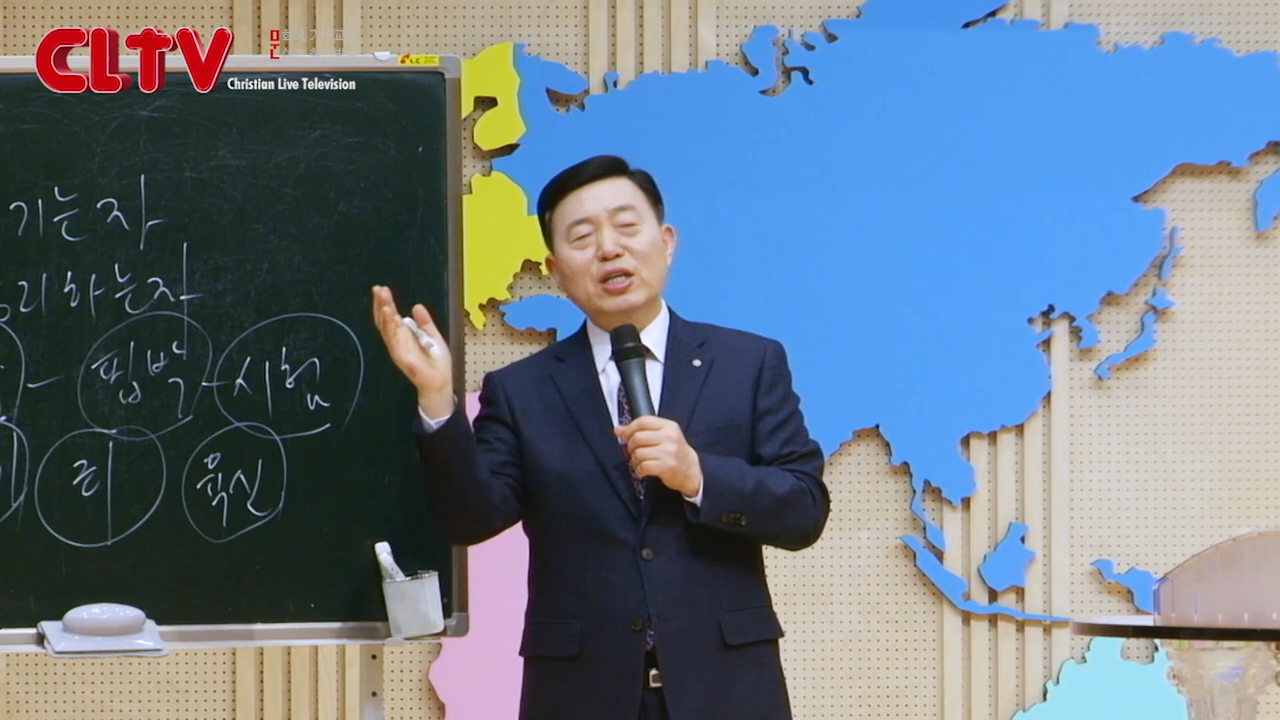 CLTV
Christian Live Television
기는자
리하는자
핍박 - 시험
리 육신